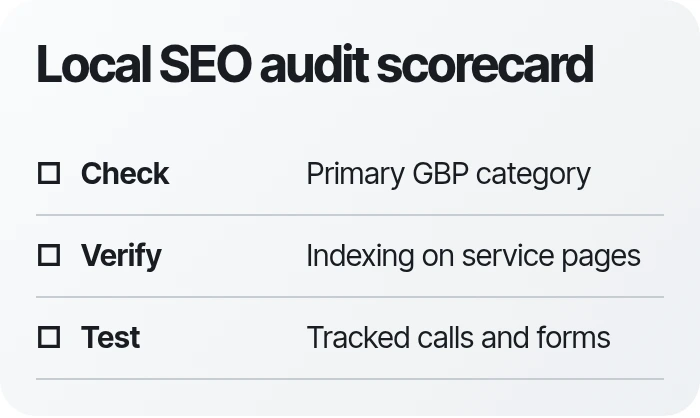 Local SEO audit scorecard
☐ Check Primary GBP category
☐ Verify Indexing on service pages
☐ Test Tracked calls and forms